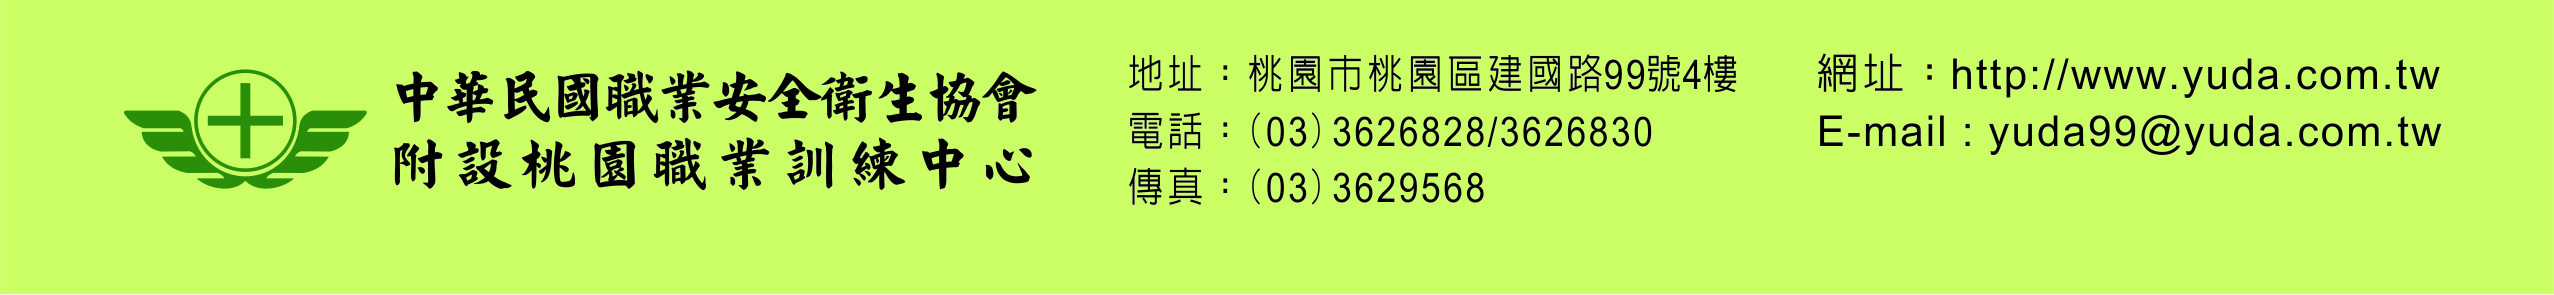 中華民國職業安全衛生協會
附設桃園職業訓練中心
地址：桃園市桃園區建國路99號4樓
電話：(03)3626828/3626830
傳真：(03)3629568
網址：http://www.yuda.com.tw
E-mail : yuda99@yuda.com.tw